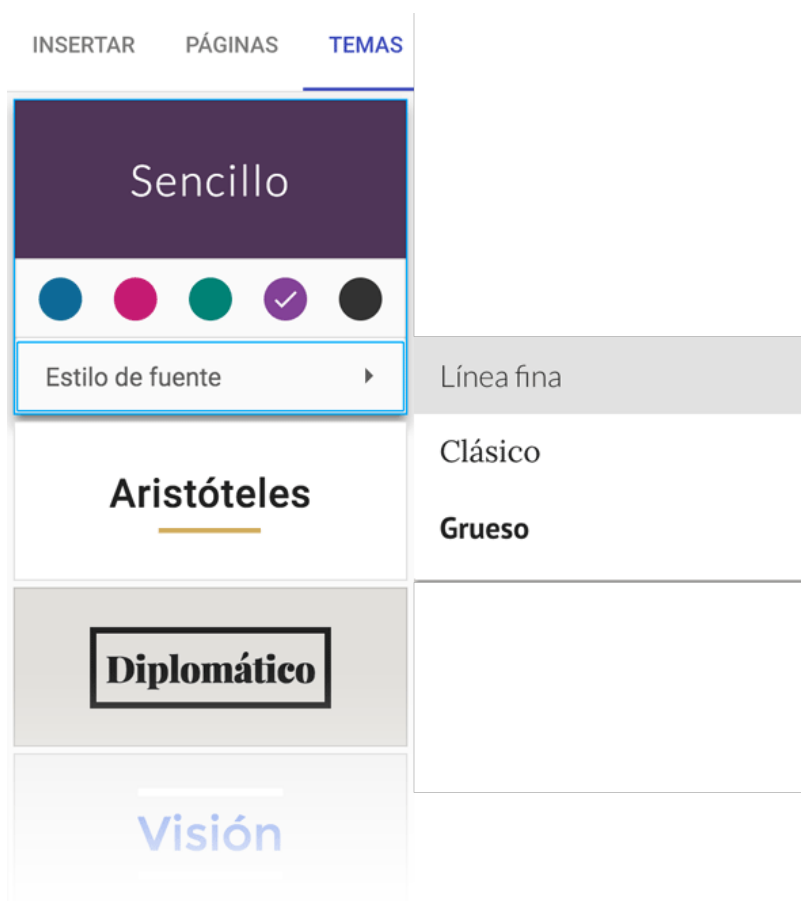 INSERTAR PÁGINAS TEMAS
Sencillo
Estilo de fuente
Línea fina
Clásico
Grueso
Aristóteles
Diplomático
Visión